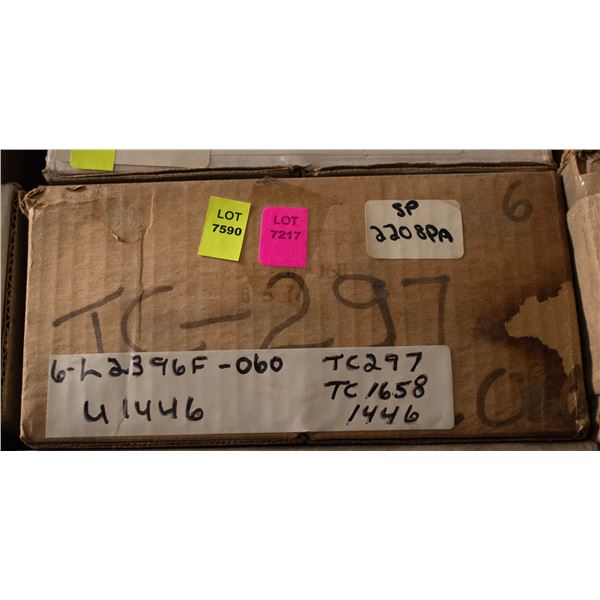 LOT
7590
LOT
7217
SP
2208PA
6
TC-297
6-L2396F-060
U1446
TC297
TC1658
1446